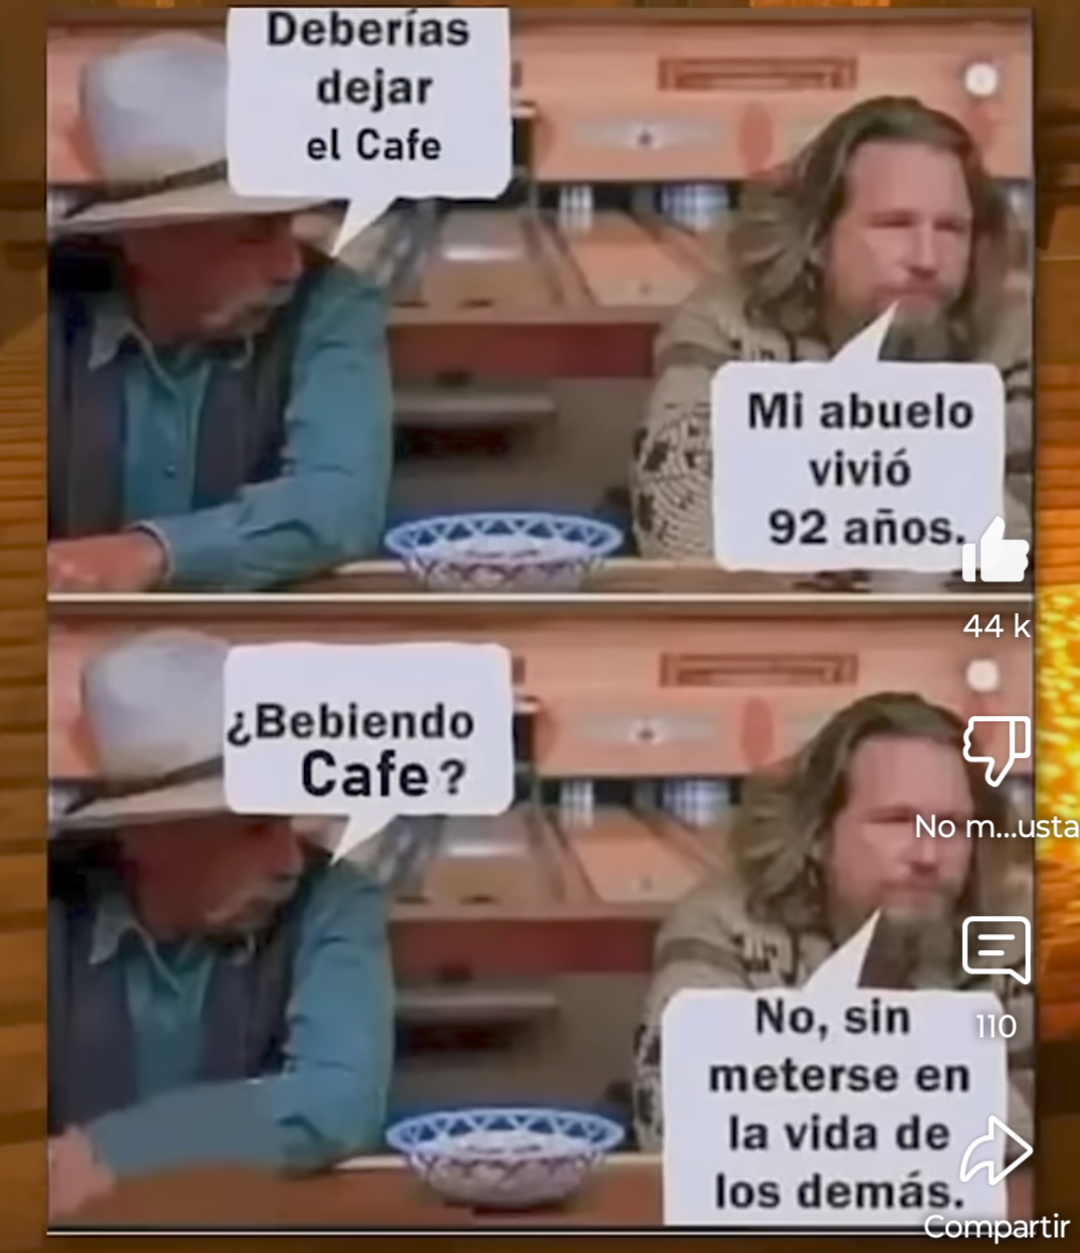 Deberías
dejar
el Cafe
Mi abuelo
vivió
92 años.
44 k
¿Bebiendo
Cafe?
No m...usta
No, sin
meterse en
la vida de
los demás.
110
Compartir